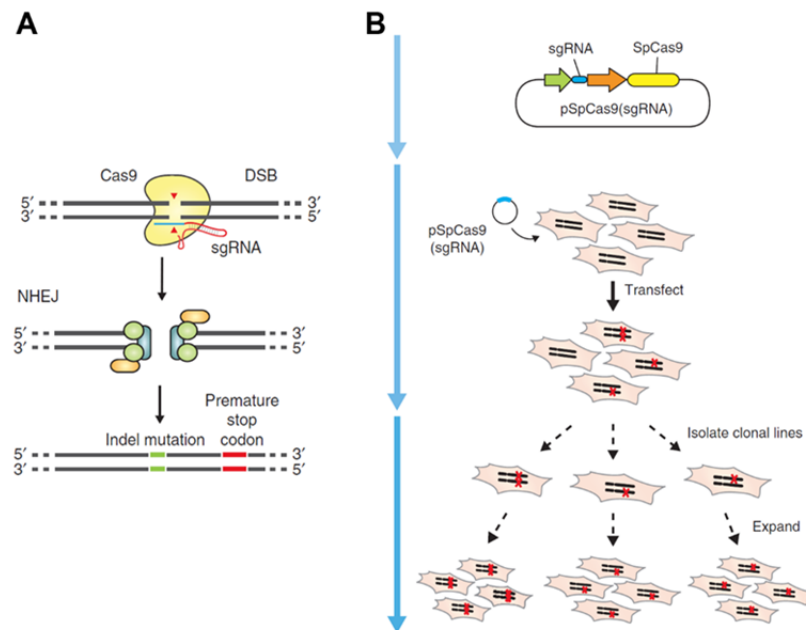 A
Cas9 DSB
5′ 3′
3′ 5′
sgRNA
NHEJ
5′ 3′
3′ 5′
Premature
stop
Indel mutation codon
5′ 3′
3′ 5′
B
sgRNA SpCas9
pSpCas9(sgRNA)
pSpCas9
(sgRNA)
Transfect
Isolate clonal lines
Expand